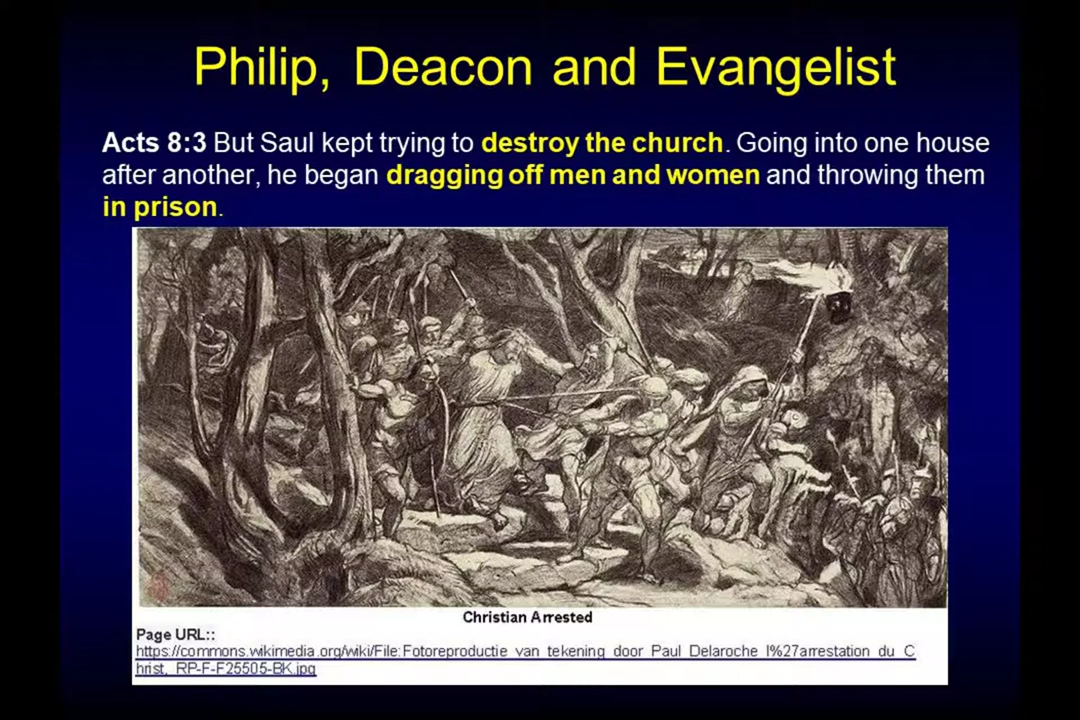 Philip, Deacon and Evangelist
Acts 8:3 But Saul kept trying to destroy the church. Going into one house
after another, he began dragging off men and women and throwing them
in prison.
Christian Arrested
Page URL::
https://commons.wikimedia.org/wiki/File:Fotoreproductie_van_tekening_door_Paul_Delaroche_l%27arrestation_du_C
hrist,_RP-F-F25505-BK.jpg